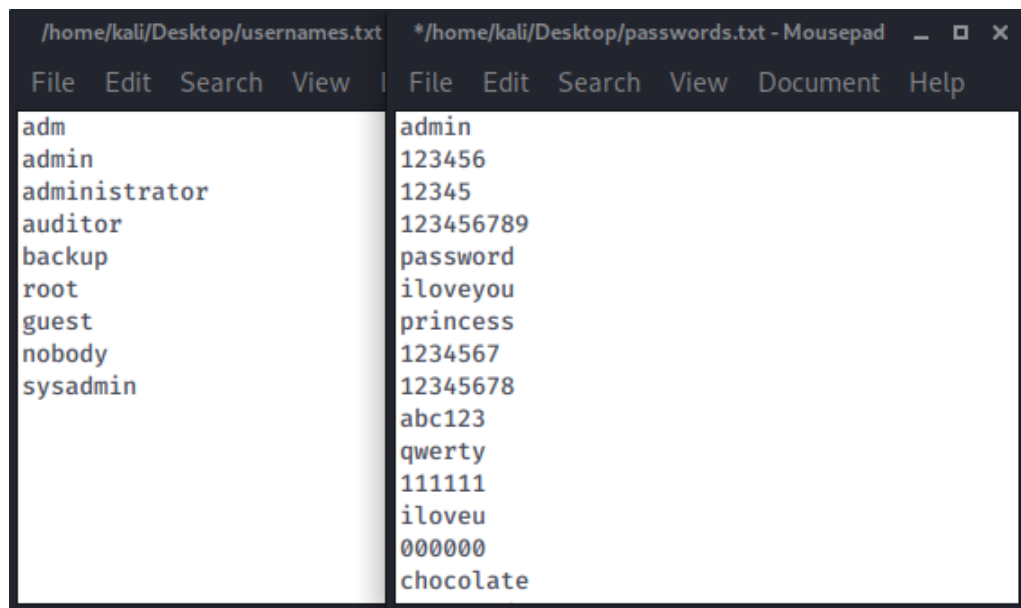 /home/kali/Desktop/usernames.txt
File Edit Search View
adm
admin
administrator
auditor
backup
root
guest
nobody
sysadmin
*/home/kali/Desktop/passwords.txt - Mousepad
File Edit Search View Document Help
admin
123456
12345
123456789
password
iloveyou
princess
1234567
12345678
abc123
qwerty
111111
iloveu
000000
chocolate